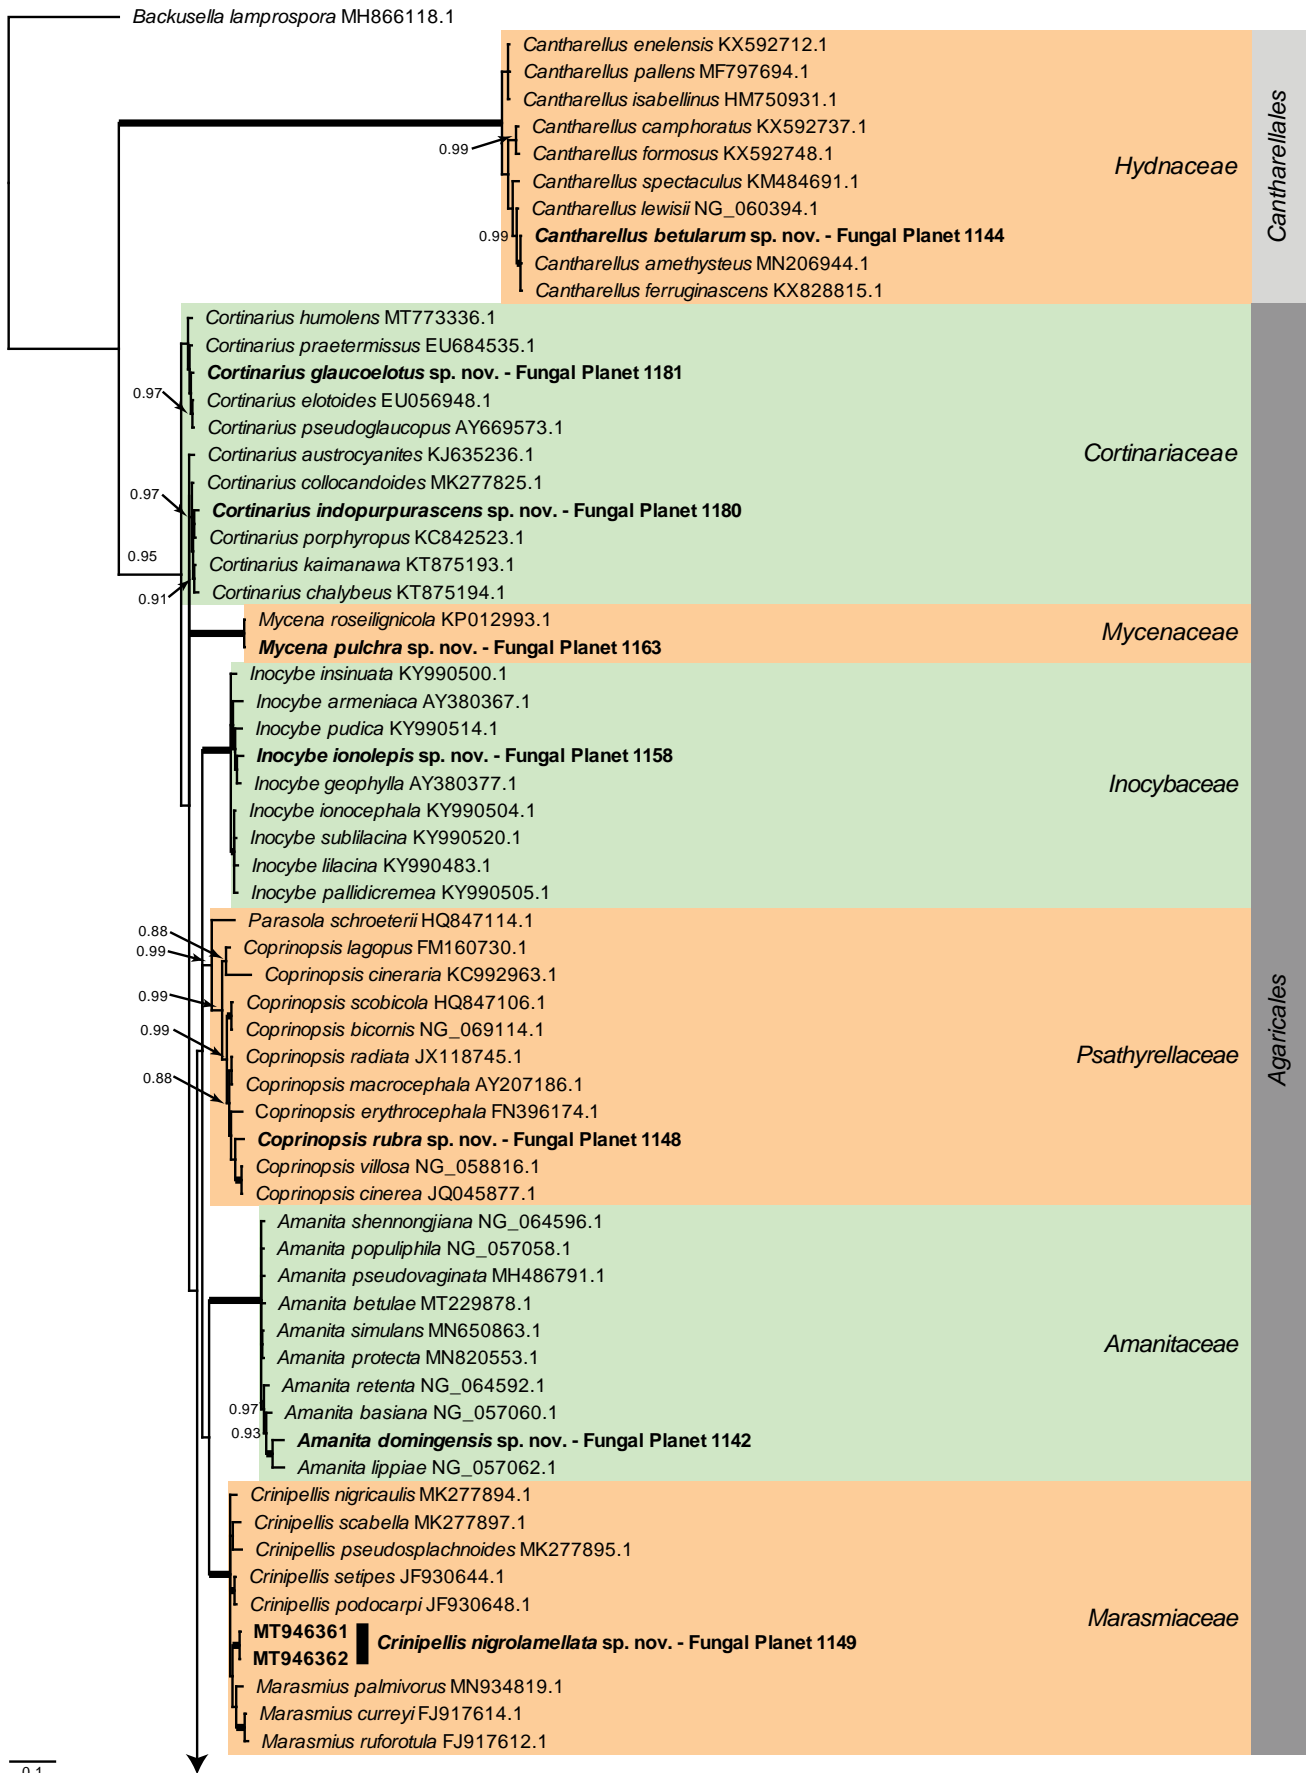 Backusella lamprospora MH866118.1
Cantharellus enelensis KX592712.1
Cantharellus pallens MF797694.1
Cantharellus isabellinus HM750931.1
Cantharellus camphoratus KX592737.1
0.99
Cantharellus formosus KX592748.1
Hydnaceae
Cantharellales
Cantharellus spectaculus KM484691.1
Cantharellus lewisii NG_060394.1
0.99
Cantharellus betularum sp. nov. - Fungal Planet 1144
Cantharellus amethysteus MN206944.1
Cantharellus ferruginascens KX828815.1
Cortinarius humolens MT773336.1
Cortinarius praetermissus EU684535.1
Cortinarius glaucoelotus sp. nov. - Fungal Planet 1181
0.97
Cortinarius elotoides EU056948.1
Cortinarius pseudoglaucopus AY669573.1
Cortinarius austrocyanites KJ635236.1
Cortinariaceae
Cortinarius collocandoides MK277825.1
0.97
Cortinarius indopurpurascens sp. nov. - Fungal Planet 1180
Cortinarius porphyropus KC842523.1
0.95
Cortinarius kaimanawa KT875193.1
Cortinarius chalybeus KT875194.1
0.91
Mycena roseilignicola KP012993.1
Mycenaceae
Mycena pulchra sp. nov. - Fungal Planet 1163
Inocybe insinuata KY990500.1
Inocybe armeniaca AY380367.1
Inocybe pudica KY990514.1
Inocybe ionolepis sp. nov. - Fungal Planet 1158
Inocybe geophylla AY380377.1
Inocybaceae
Inocybe ionocephala KY990504.1
Inocybe sublilacina KY990520.1
Inocybe lilacina KY990483.1
Inocybe pallidicremea KY990505.1
Parasola schroeterii HQ847114.1
0.88
Coprinopsis lagopus FM160730.1
0.99
Coprinopsis cineraria KC992963.1
0.99
Coprinopsis scobicola HQ847106.1
Coprinopsis bicornis NG_069114.1
0.99
Agaricales
Coprinopsis radiata JX118745.1
Psathyrellaceae
0.88
Coprinopsis macrocephala AY207186.1
Coprinopsis erythrocephala FN396174.1
Coprinopsis rubra sp. nov. - Fungal Planet 1148
Coprinopsis villosa NG_058816.1
Coprinopsis cinerea JQ045877.1
Amanita shennongjiana NG_064596.1
Amanita populiphila NG_057058.1
Amanita pseudovaginata MH486791.1
Amanita betulae MT229878.1
Amanita simulans MN650863.1
Amanitaceae
Amanita protecta MN820553.1
Amanita retenta NG_064592.1
0.97
Amanita basiana NG_057060.1
0.93
Amanita domingensis sp. nov. - Fungal Planet 1142
Amanita lippiae NG_057062.1
Crinipellis nigricaulis MK277894.1
Crinipellis scabella MK277897.1
Crinipellis pseudosplachnoides MK277895.1
Crinipellis setipes JF930644.1
Crinipellis podocarpi JF930648.1
Marasmiaceae
MT946361
Crinipellis nigrolamellata sp. nov. - Fungal Planet 1149
MT946362
Marasmius palmivorus MN934819.1
Marasmius curreyi FJ917614.1
Marasmius ruforotula FJ917612.1
0.1